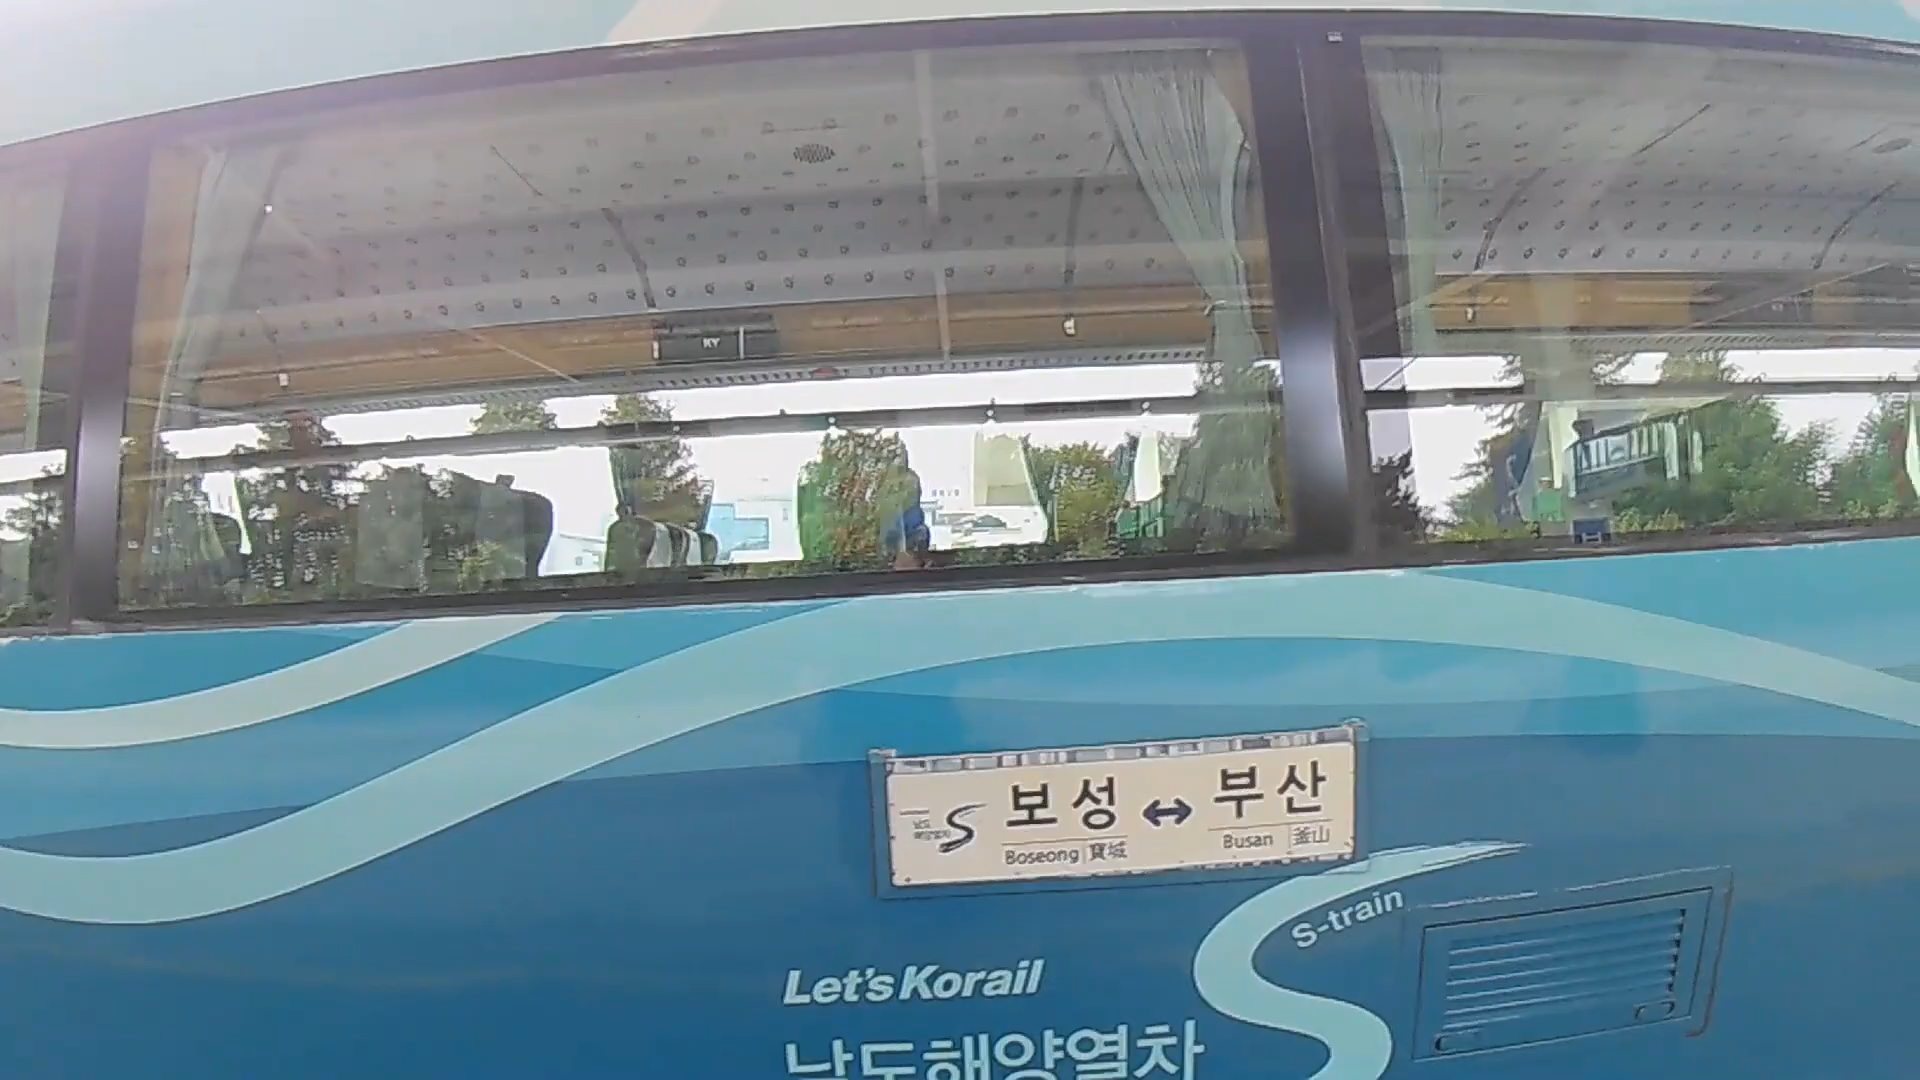 KY
보성 ↔ 부산
Boseong 寶城 Busan 釜山
S-train
Let's Korail
남도해양열차